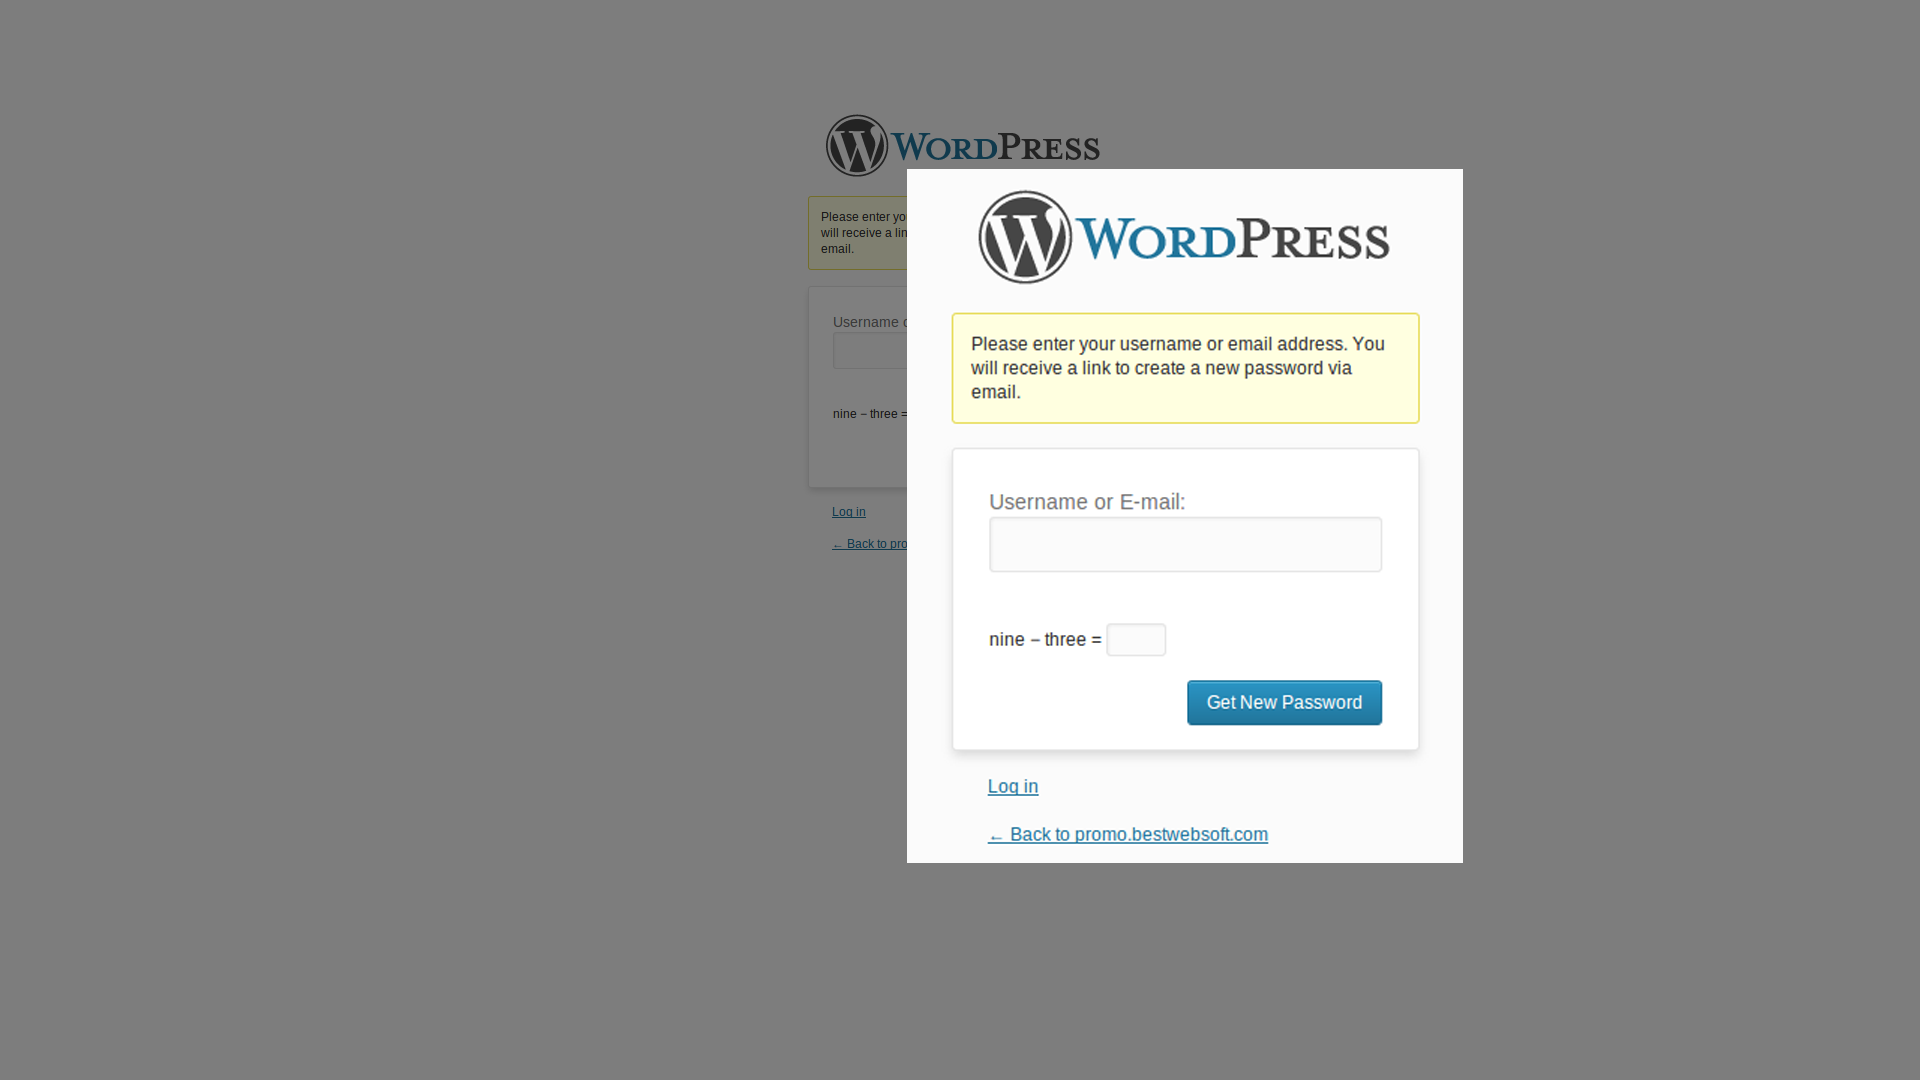 WORDPRESS
Please enter yo
will receive a lin
email.
Username o
nine – three =
Log in
← Back to pro
WORDPRESS
Please enter your username or email address. You
will receive a link to create a new password via
email.
Username or E-mail:
nine – three =
Get New Password
Log in
← Back to promo.bestwebsoft.com